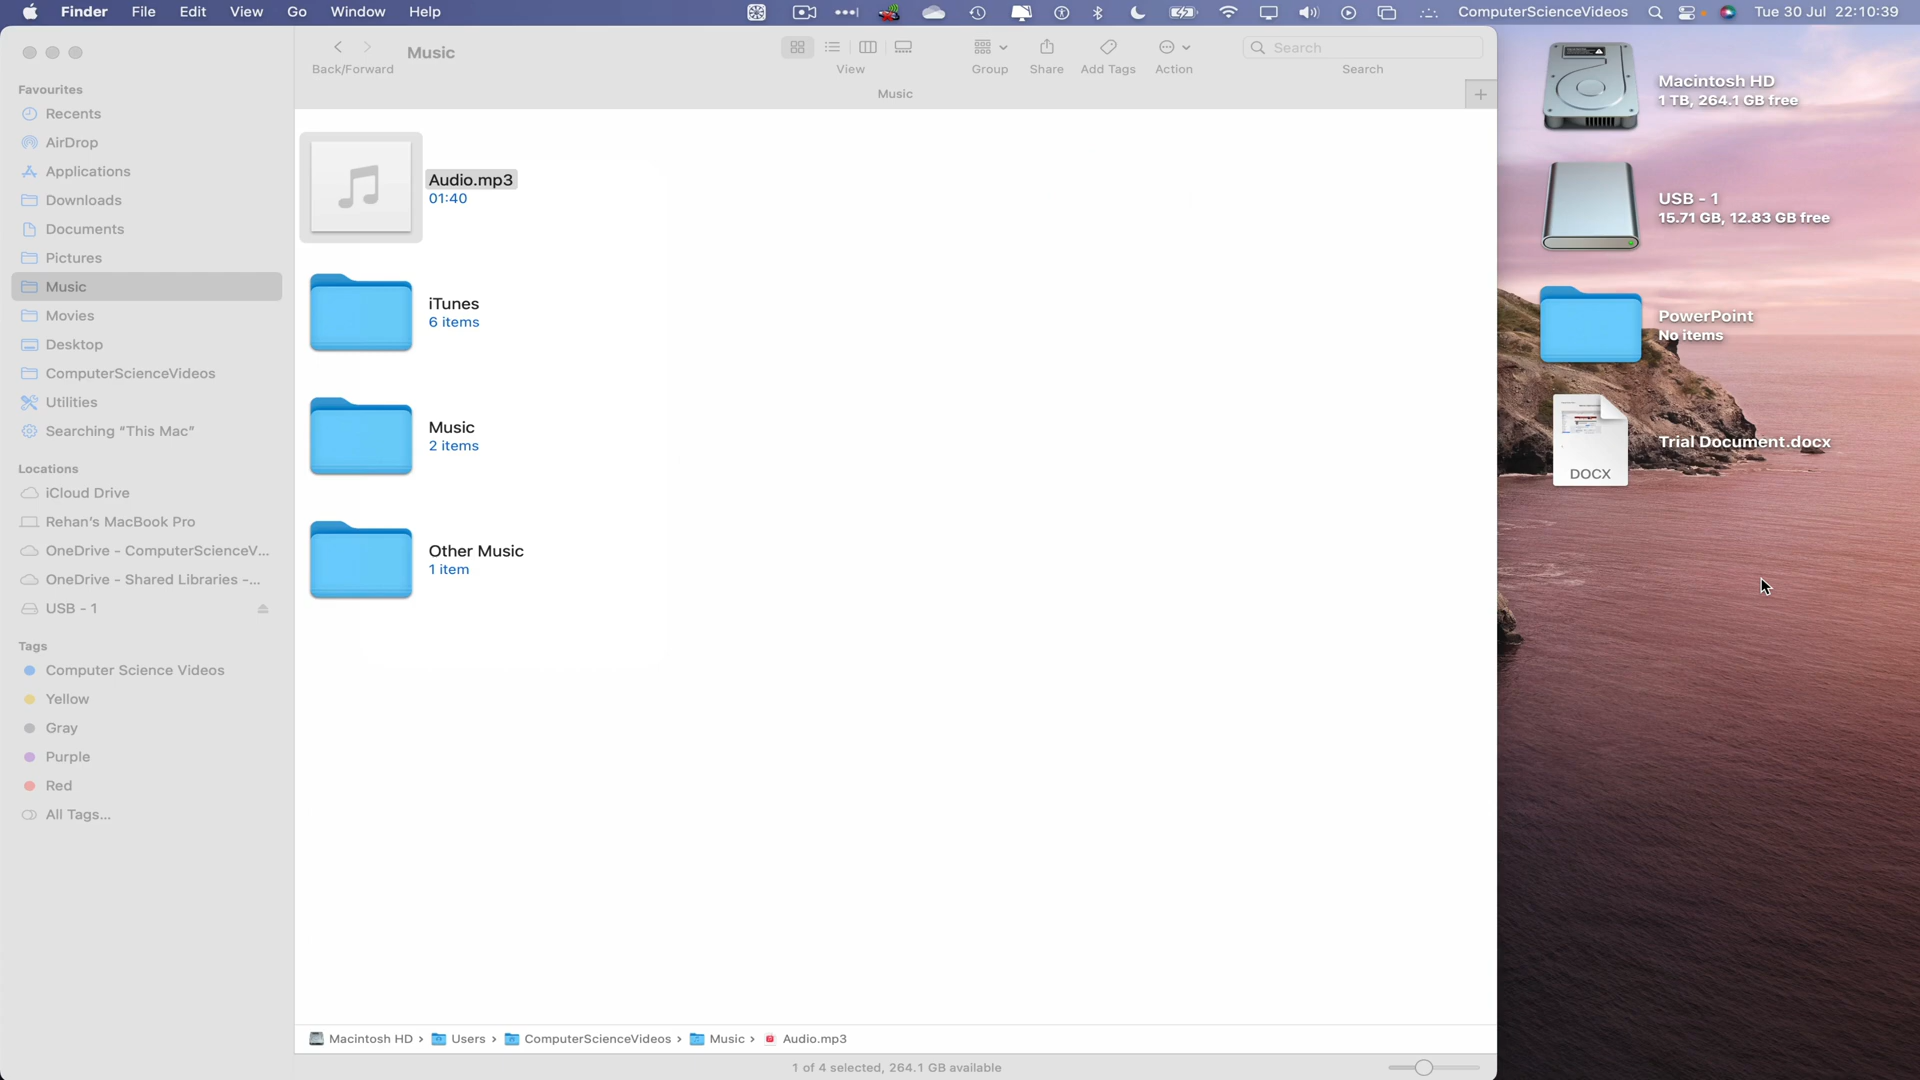 Finder File Edit View Go Window Help ComputerScienceVideos Tue 30 Jul 22:10:39
Back/Forward
Music
View
Group
Share
Add Tags
Action
Search
Search
Music
Favourites
Recents
AirDrop
Applications
Downloads
Documents
Pictures
Music
Movies
Desktop
ComputerScienceVideos
Utilities
Searching “This Mac”
Locations
iCloud Drive
Rehan’s MacBook Pro
OneDrive - ComputerScienceV...
OneDrive - Shared Libraries -...
USB - 1
Tags
Computer Science Videos
Yellow
Gray
Purple
Red
All Tags...
Audio.mp3
01:40
iTunes
6 items
Music
2 items
Other Music
1 item
Macintosh HD › Users › ComputerScienceVideos › Music › Audio.mp3
1 of 4 selected, 264.1 GB available
Macintosh HD
1 TB, 264.1 GB free
USB - 1
15.71 GB, 12.83 GB free
PowerPoint
No items
DOCX
Trial Document.docx